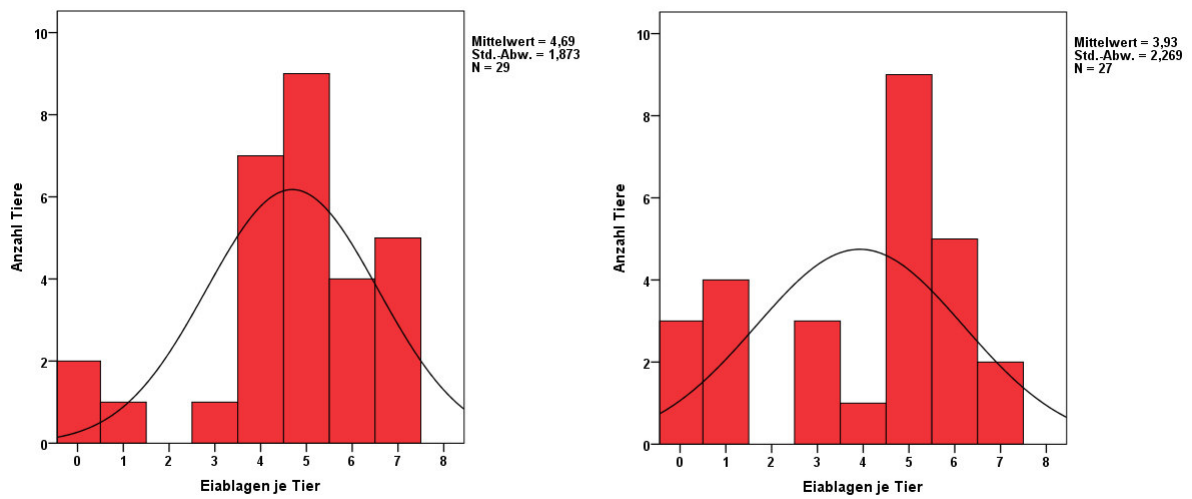 10
8
6
4
2
0
Anzahl Tiere
0 1 2 3 4 5 6 7 8
Eiablagen je Tier
Mittelwert = 4,69
Std.-Abw. = 1,873
N = 29
10
8
6
4
2
0
Anzahl Tiere
0 1 2 3 4 5 6 7 8
Eiablagen je Tier
Mittelwert = 3,93
Std.-Abw. = 2,269
N = 27